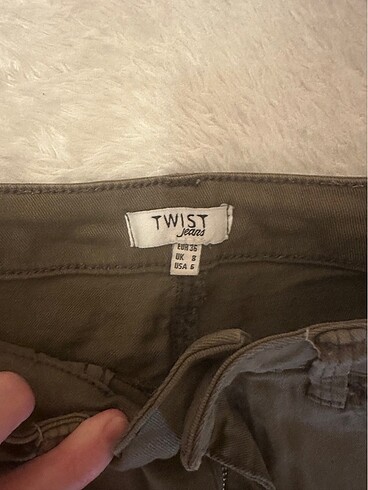 TWIST
jeans
EUR 36
UK 8
USA 6